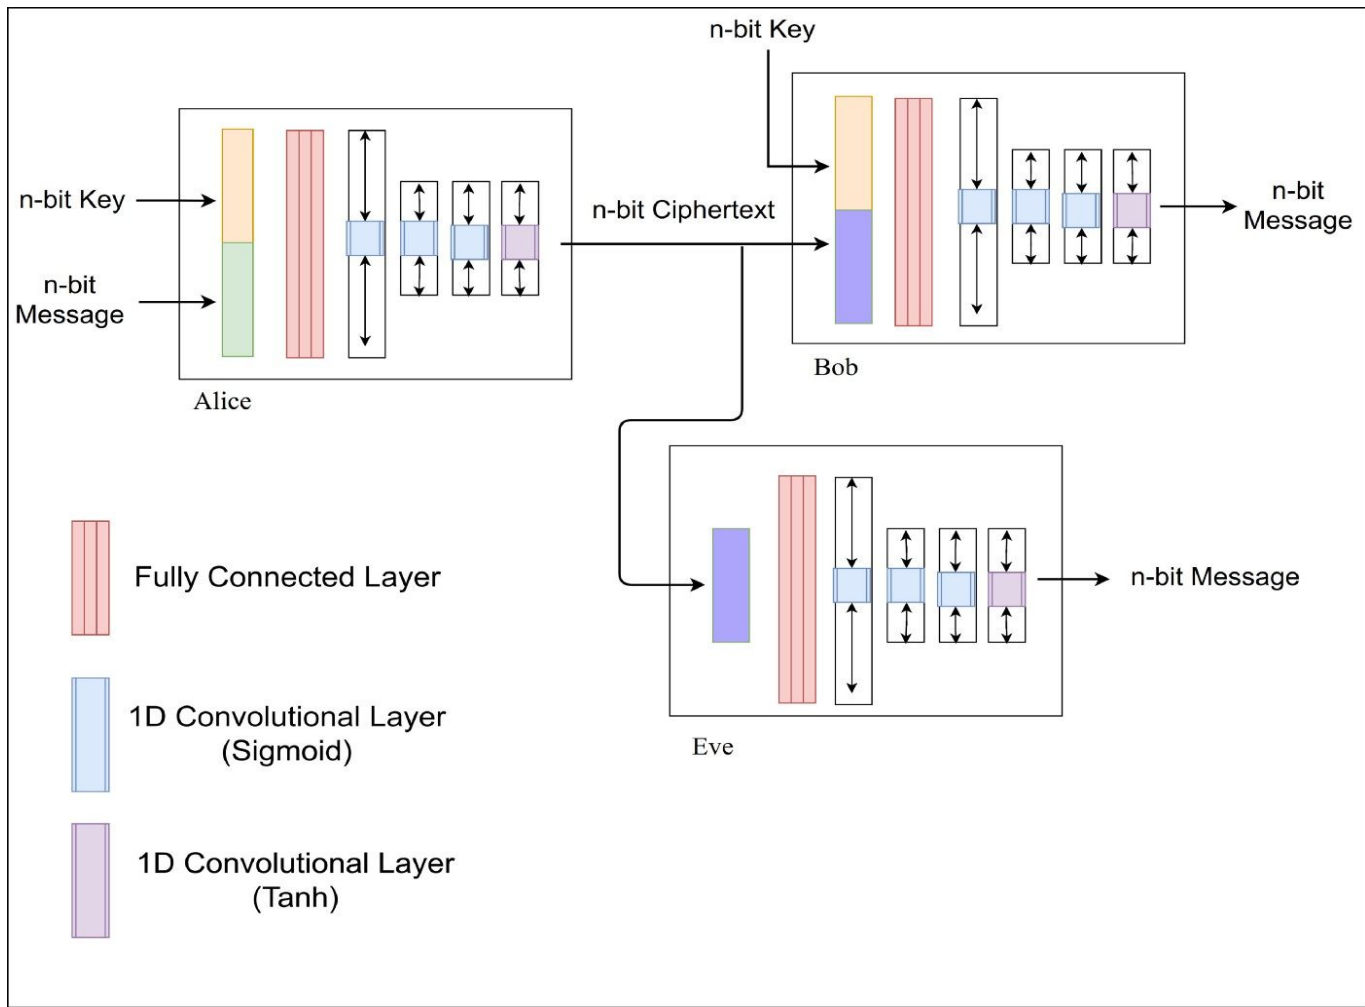 n-bit Key
n-bit Key
n-bit
Message
n-bit Ciphertext
n-bit
Message
Alice
Bob
Eve
n-bit Message
Fully Connected Layer
1D Convolutional Layer
(Sigmoid)
1D Convolutional Layer
(Tanh)